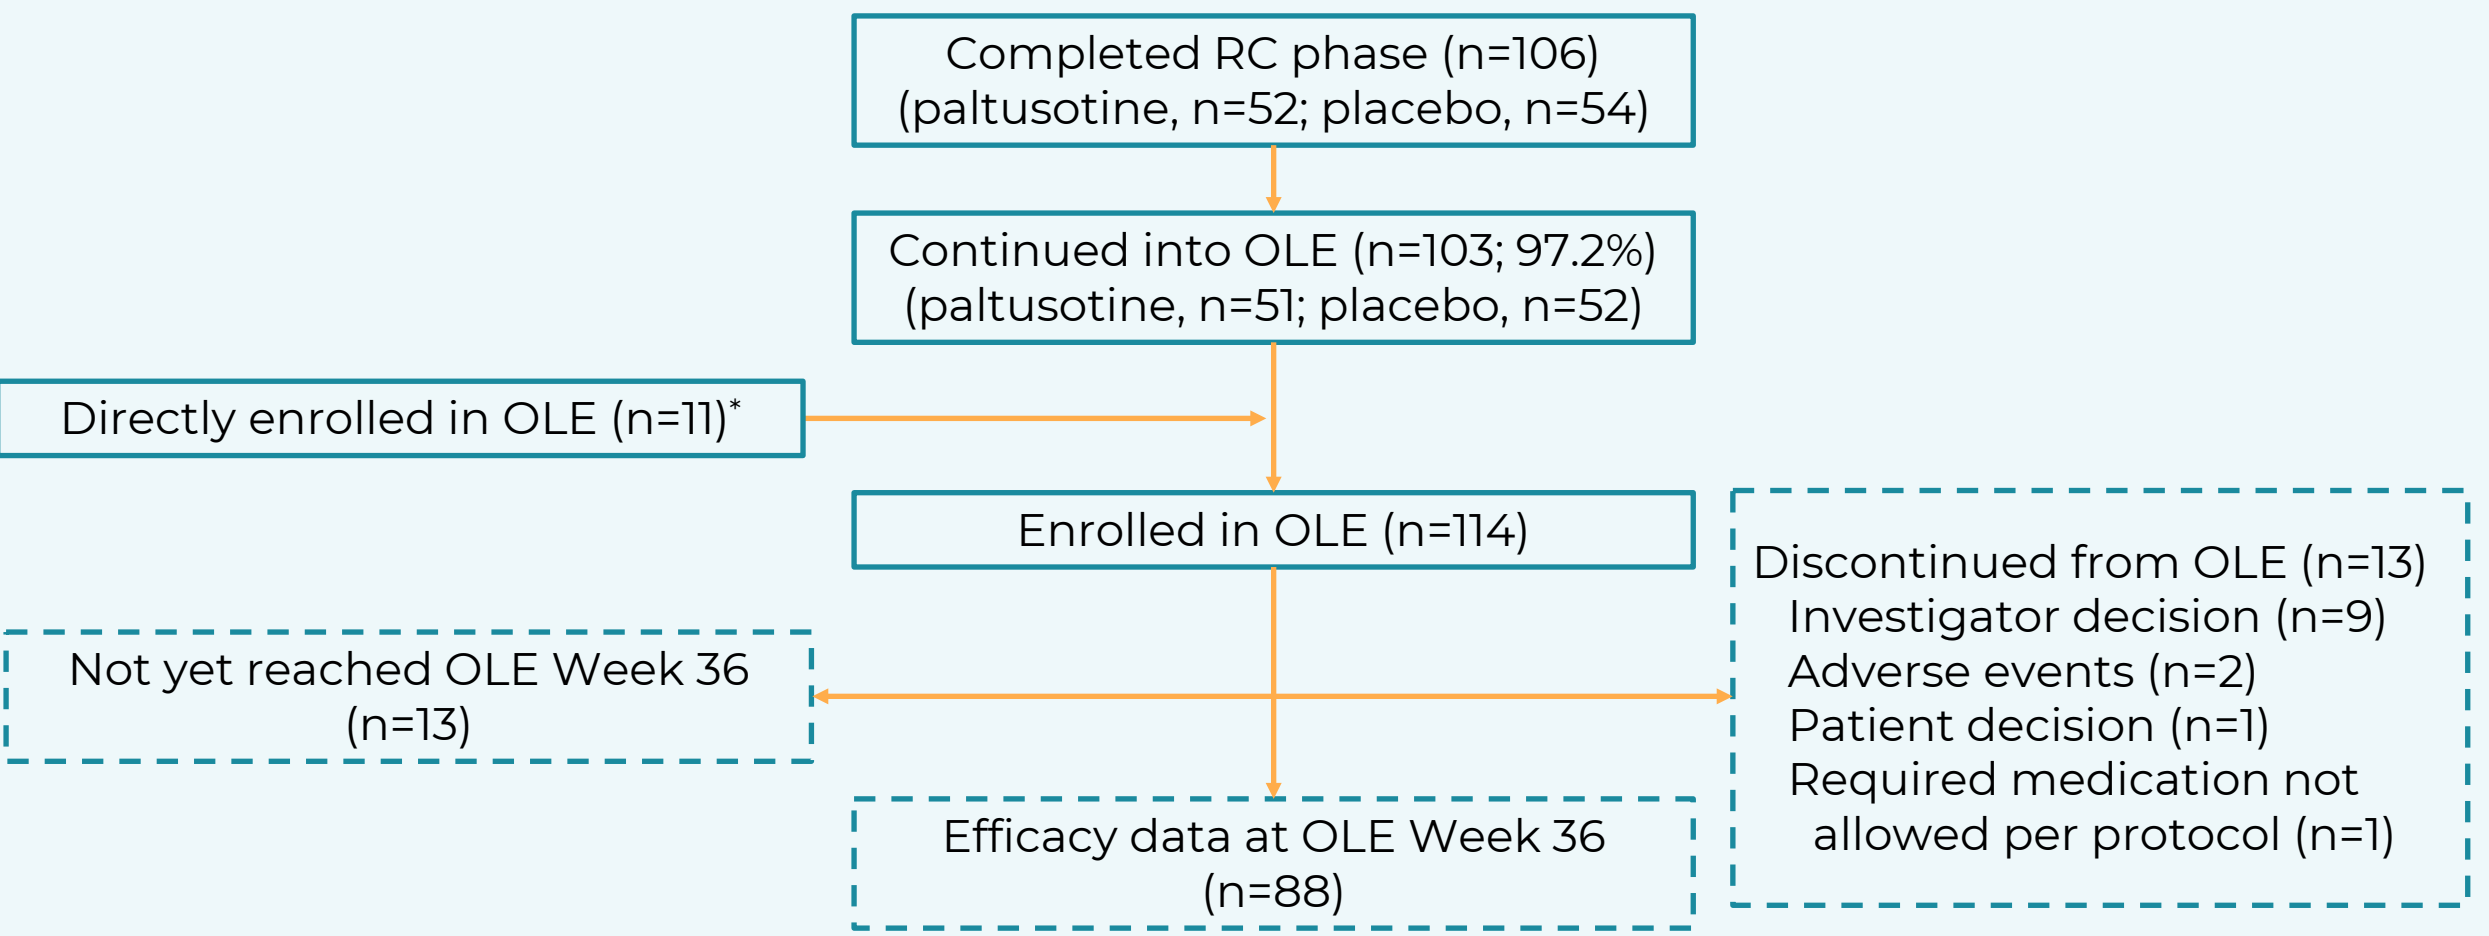 Completed RC phase (n=106)
(paltusotine, n=52; placebo, n=54)
Continued into OLE (n=103; 97.2%)
(paltusotine, n=51; placebo, n=52)
Directly enrolled in OLE (n=11)*
Enrolled in OLE (n=114)
Discontinued from OLE (n=13)
Investigator decision (n=9)
Adverse events (n=2)
Patient decision (n=1)
Required medication not
allowed per protocol (n=1)
Not yet reached OLE Week 36
(n=13)
Efficacy data at OLE Week 36
(n=88)